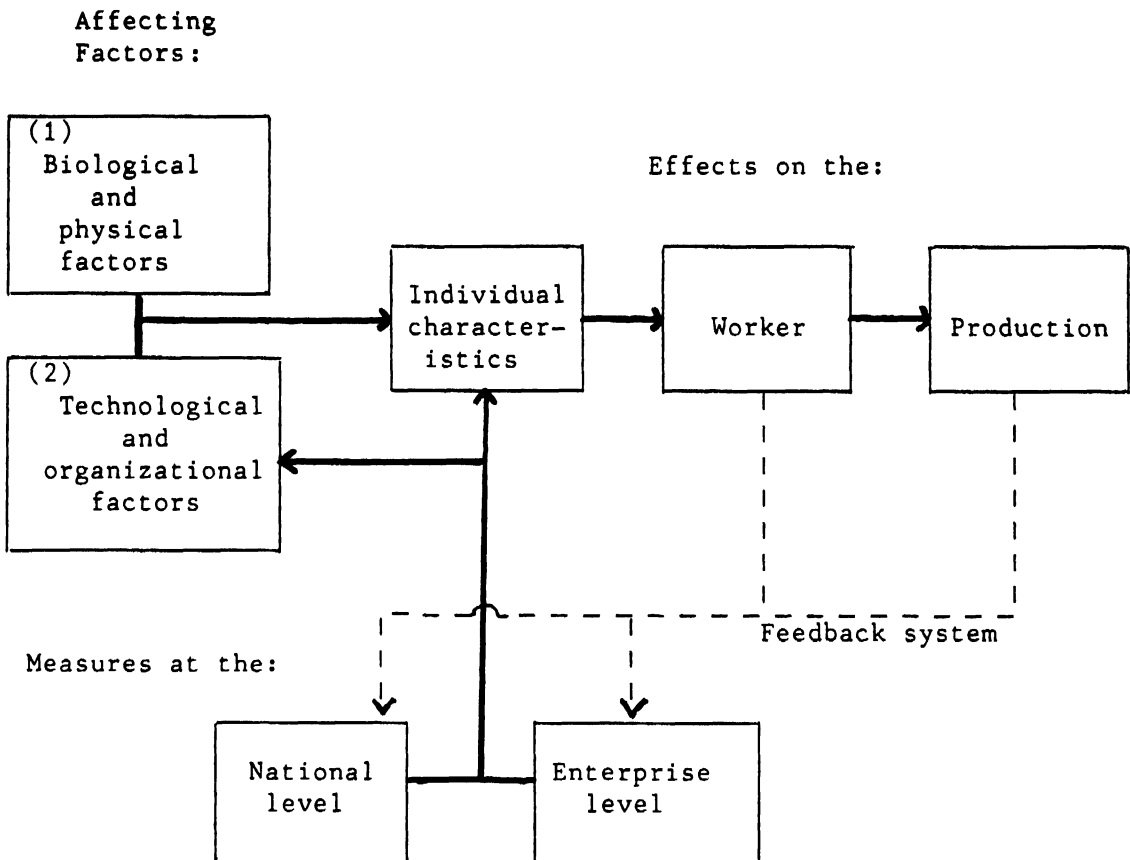 Affecting
Factors:
(1)
Biological
and
physical
factors
Effects on the:
Individual
character-
istics
Worker
Production
(2)
Technological
and
organizational
factors
Feedback system
Measures at the:
National
level
Enterprise
level